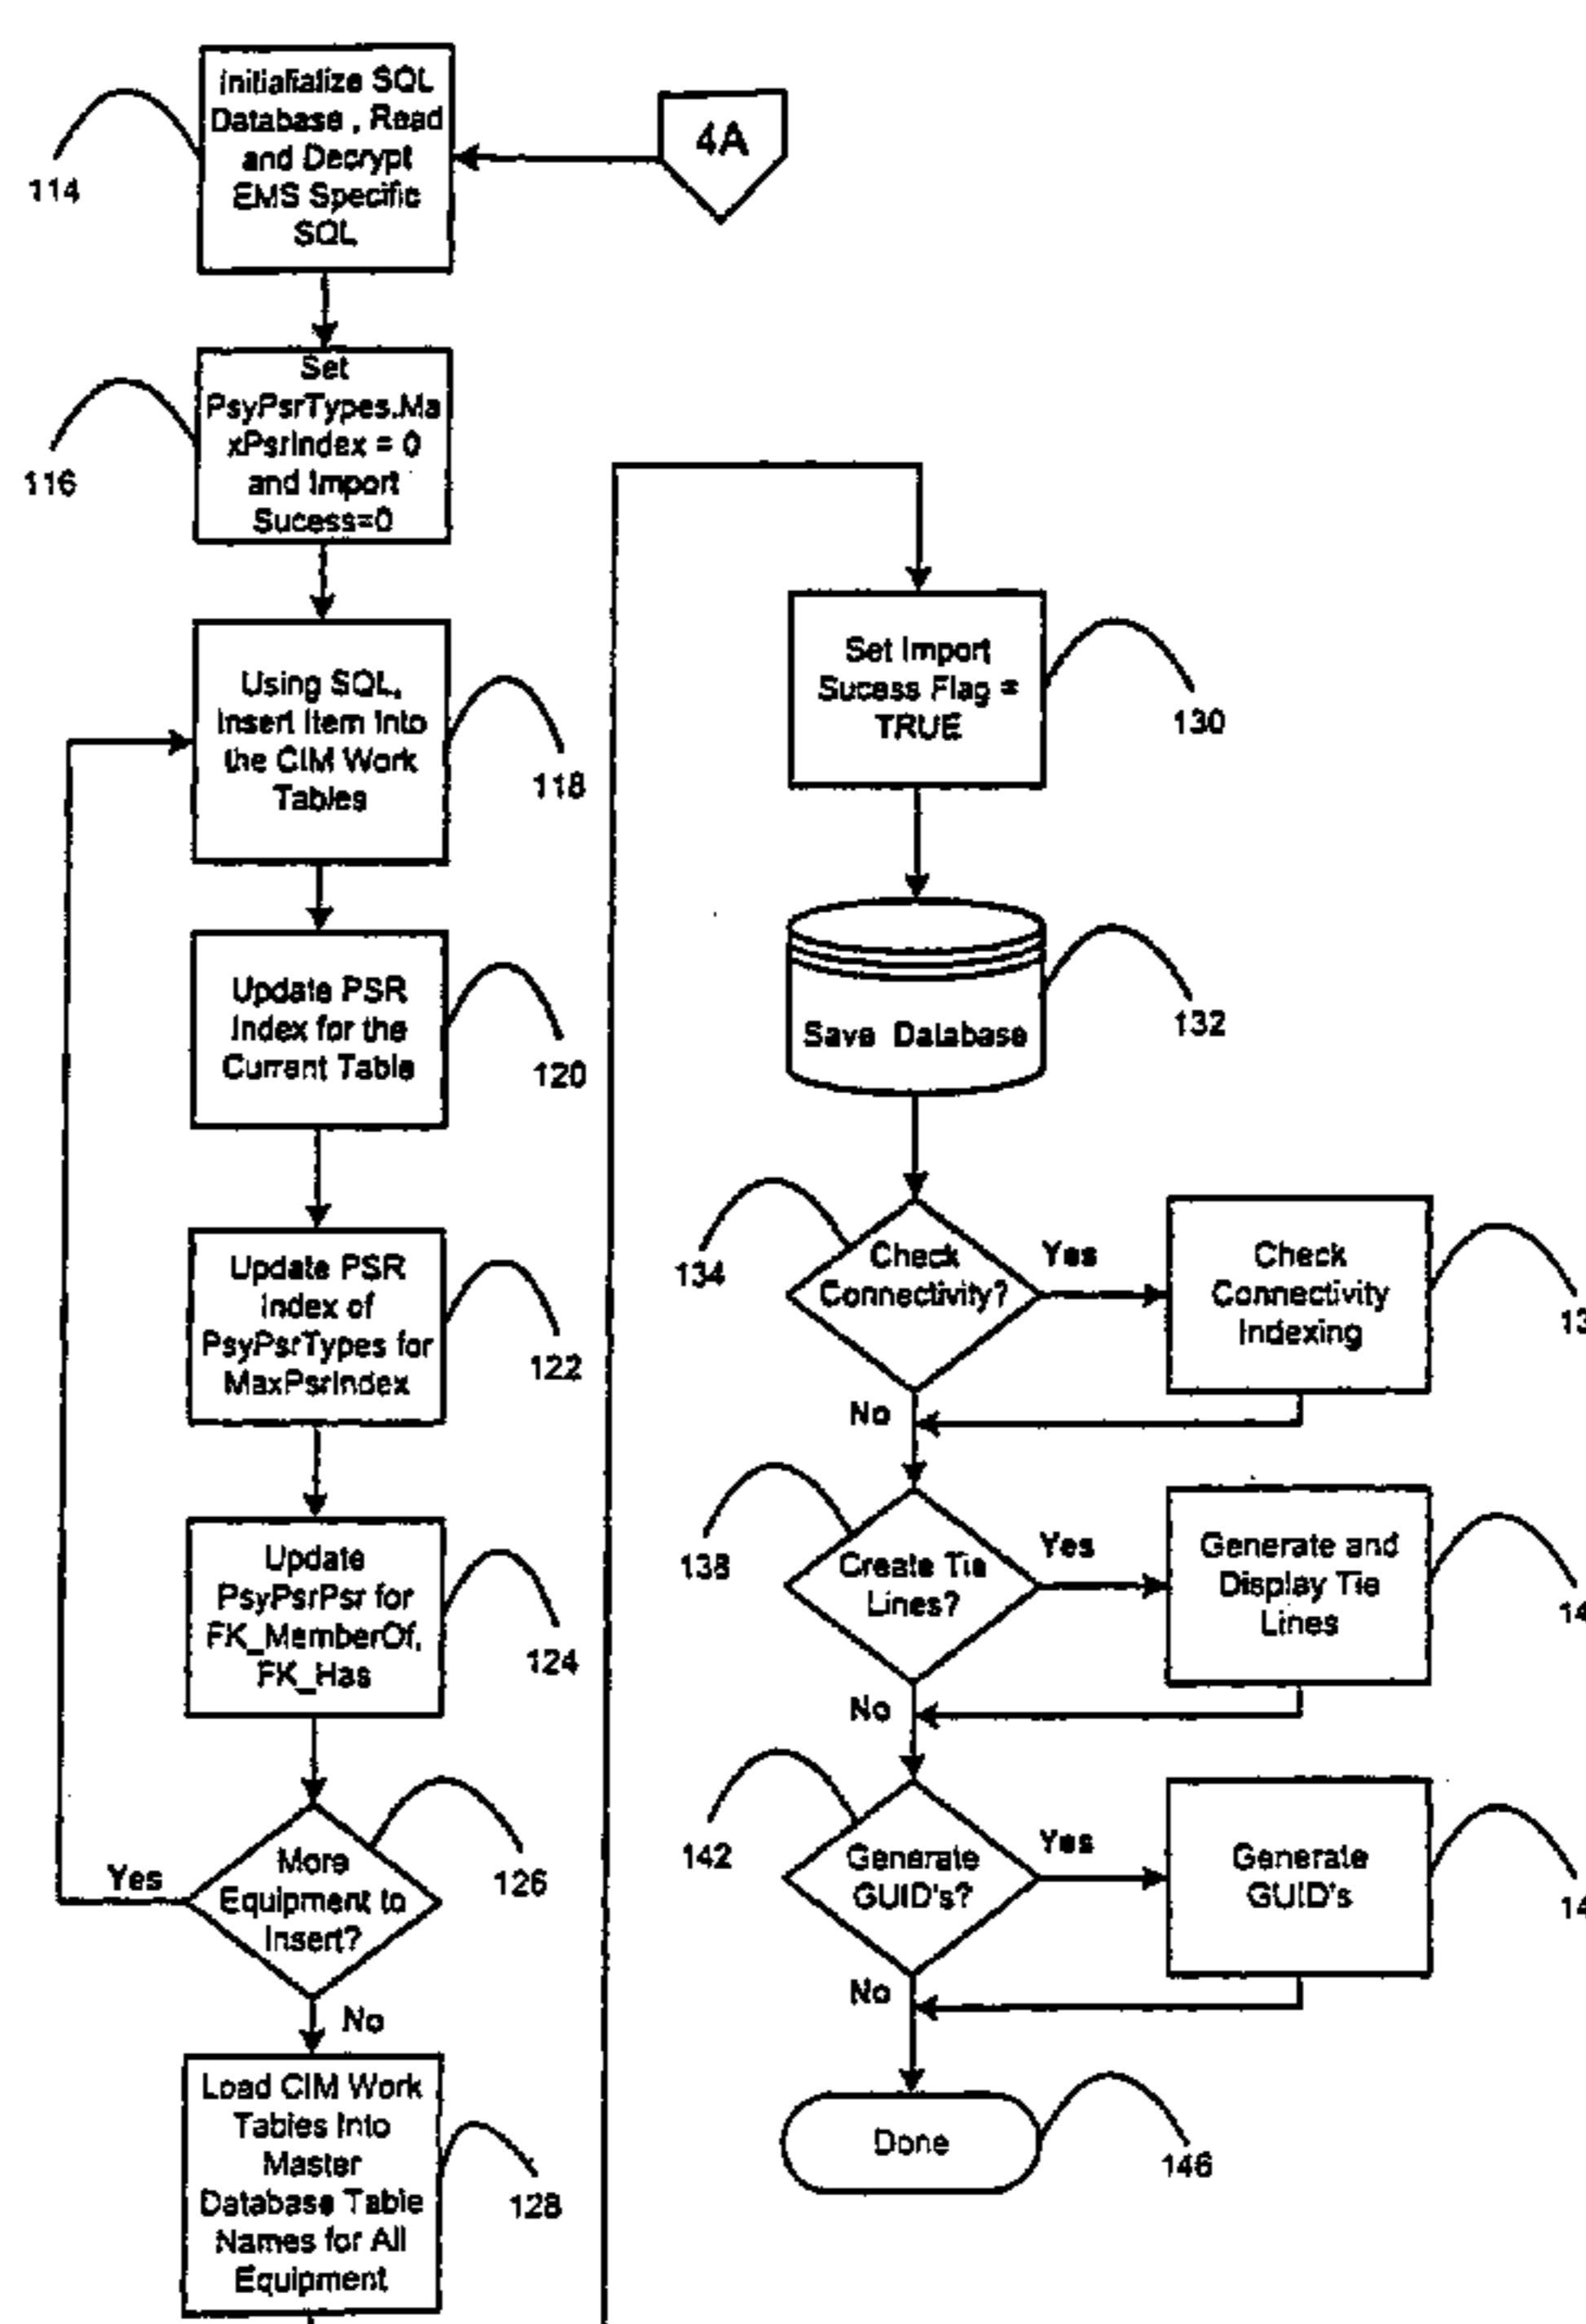 Initialialize SQL
Database , Read
and Decrypt
EMS Specific
SQL
4A
114
Set
PsyPsrTypes.Ma
xPsrIndex = 0
and Import
Sucess=0
116
Using SQL,
Insert Item Into
the CIM Work
Tables
118
Update PSR
Index for the
Current Table
120
Update PSR
Index of
PsyPsrTypes for
MaxPsrIndex
122
Update
PsyPsrPsr for
FK_MemberOf,
FK_Has
124
More
Equipment to
Insert?
126
Yes
No
Load CIM Work
Tables Into
Master
Database Table
Names for All
Equipment
128
Set Import
Sucess Flag =
TRUE
130
Save Database
132
Check
Connectivity?
134
Yes
No
Check
Connectivity
Indexing
13
Create Tie
Lines?
138
Yes
No
Generate and
Display Tie
Lines
14
Generate
GUID's?
142
Yes
No
Generate
GUID's
14
Done
146